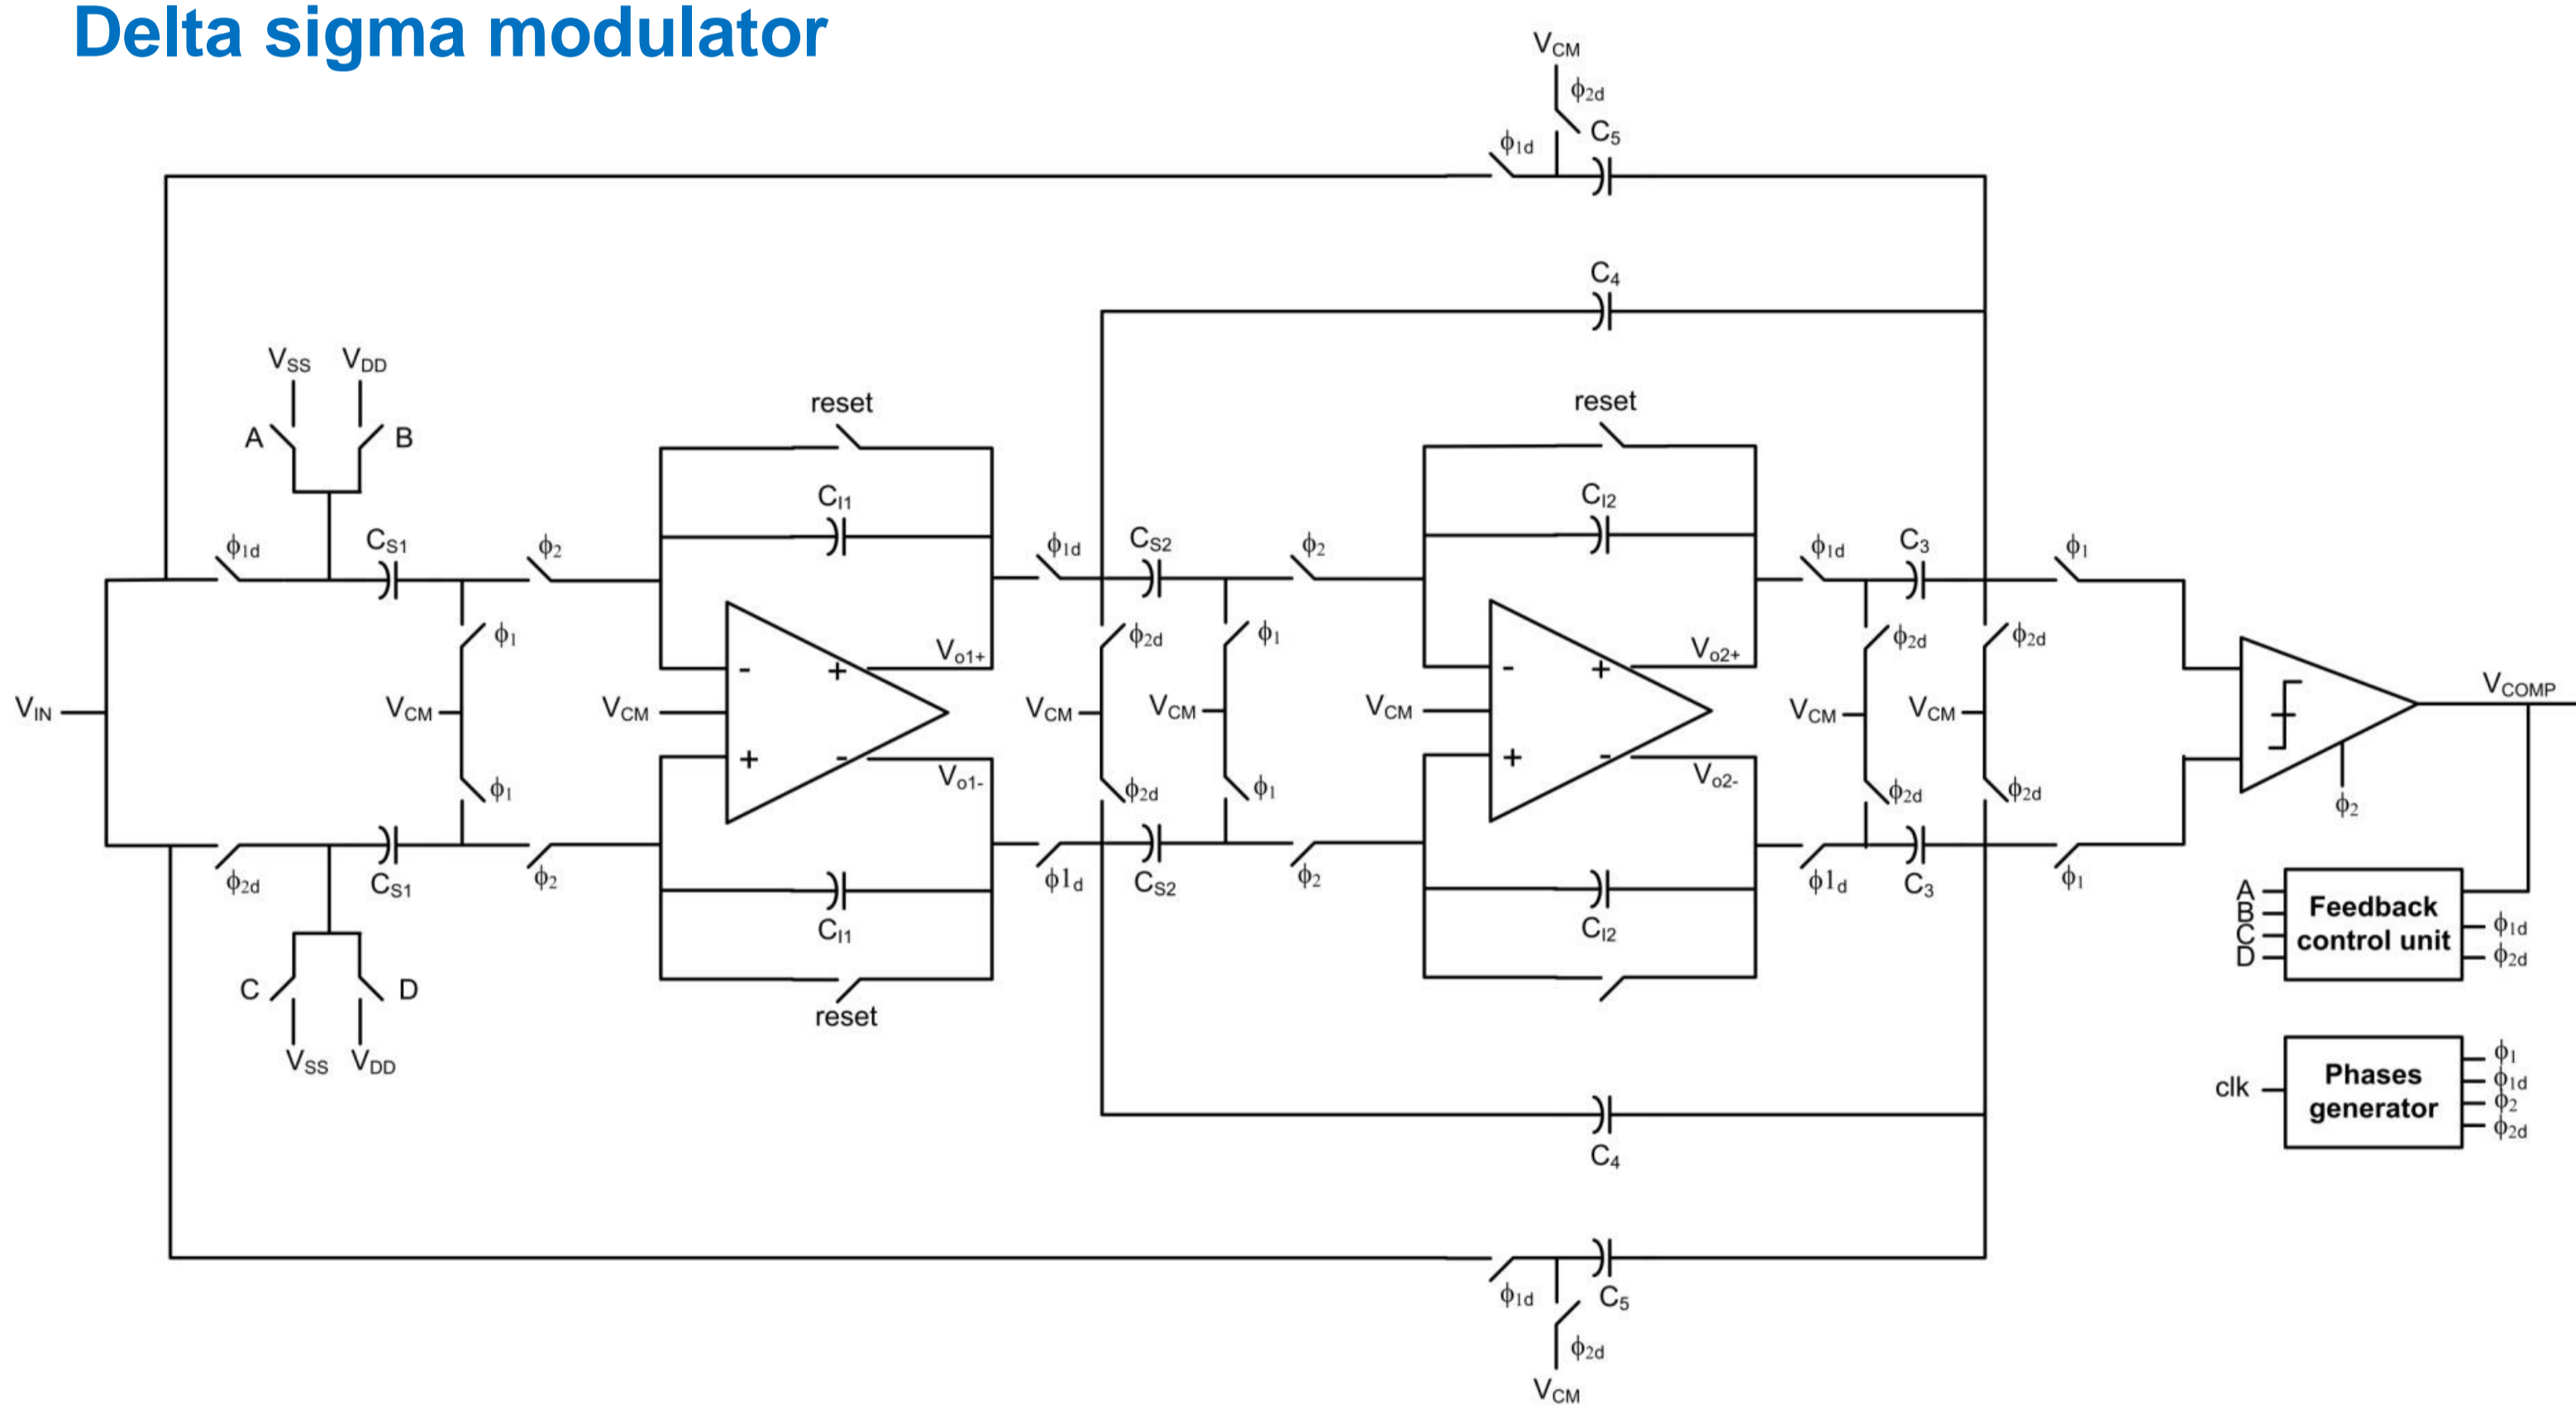 Delta sigma modulator
V_CM
ϕ2d
C5
ϕ1d
C4
VSS VDD
A B
reset
reset
CI1
CI2
ϕ1d CS1 ϕ2
ϕ1d CS2 ϕ2
ϕ1d C3 ϕ1
ϕ1
ϕ2d
ϕ1
ϕ2d
ϕ2d
- +
Vo1+
- +
Vo2+
VIN
VCM
VCM
VCM
VCM
VCM
VCM
VCM
VCOMP
+ -
Vo1-
+ -
Vo2-
ϕ1
ϕ2d
ϕ1
ϕ2d
ϕ2d
ϕ2
ϕ2d CS1 ϕ2
ϕ1d CS2 ϕ2
ϕ1d C3 ϕ1
CI1
CI2
C D
reset
VSS VDD
A
B
C
D
Feedback
control unit
ϕ1d
ϕ2d
clk
Phases
generator
ϕ1
ϕ1d
ϕ2
ϕ2d
C4
ϕ1d
C5
ϕ2d
VCM